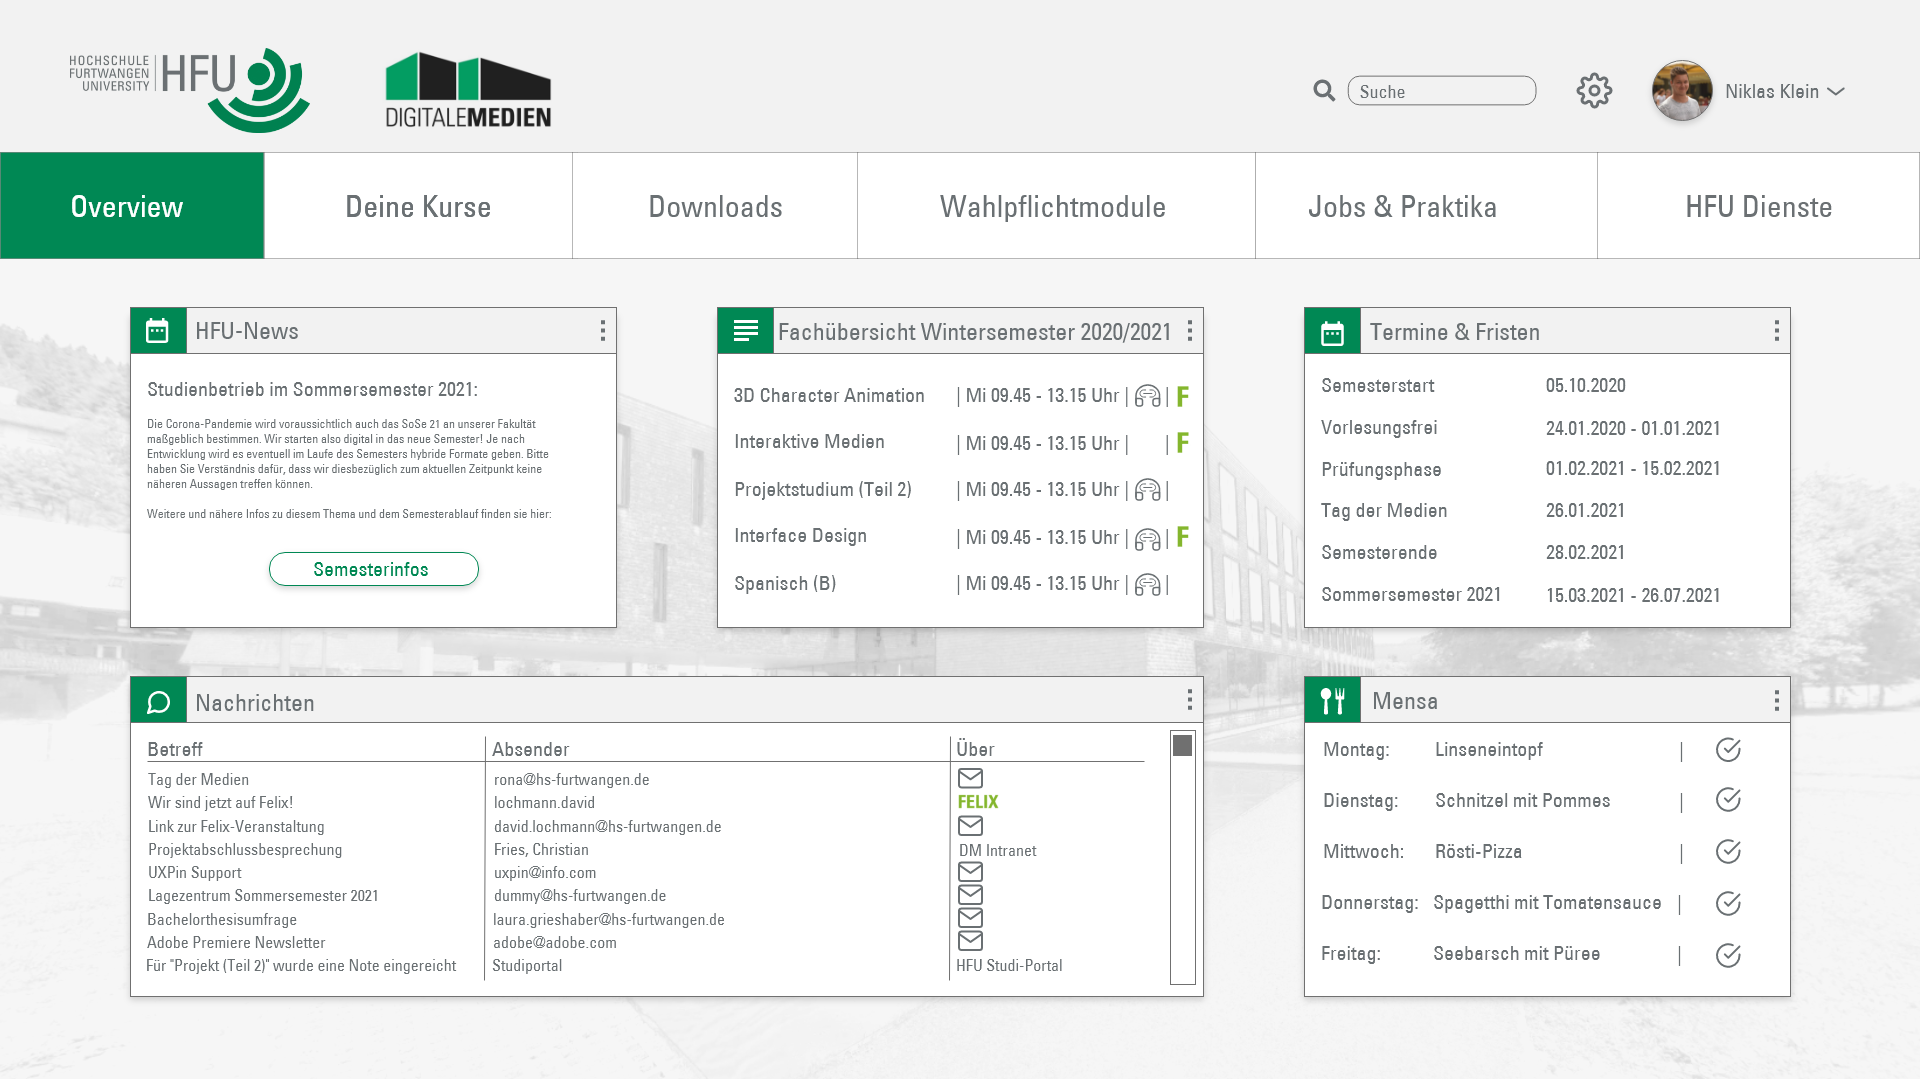 HOCHSCHULE
FURTWANGEN
UNIVERSITY
HFU
DIGITALEMEDIEN
Suche
Niklas Klein
Overview
Deine Kurse
Downloads
Wahlpflichtmodule
Jobs & Praktika
HFU Dienste
HFU-News
Studienbetrieb im Sommersemester 2021:
Die Corona-Pandemie wird voraussichtlich auch das SoSe 21 an unserer Fakultät
maßgeblich bestimmen. Wir starten also digital in das neue Semester! Je nach
Entwicklung wird es eventuell im Laufe des Semesters hybride Formate geben. Bitte
haben Sie Verständnis dafür, dass wir diesbezüglich zum aktuellen Zeitpunkt keine
näheren Aussagen treffen können.
Weitere und nähere Infos zu diesem Thema und dem Semesterablauf finden sie hier:
Semesterinfos
Fachübersicht Wintersemester 2020/2021
3D Character Animation | Mi 09.45 - 13.15 Uhr | | F
Interaktive Medien | Mi 09.45 - 13.15 Uhr | | F
Projektstudium (Teil 2) | Mi 09.45 - 13.15 Uhr | |
Interface Design | Mi 09.45 - 13.15 Uhr | | F
Spanisch (B) | Mi 09.45 - 13.15 Uhr | |
Termine & Fristen
Semesterstart 05.10.2020
Vorlesungsfrei 24.01.2020 - 01.01.2021
Prüfungsphase 01.02.2021 - 15.02.2021
Tag der Medien 26.01.2021
Semesterende 28.02.2021
Sommersemester 2021 15.03.2021 - 26.07.2021
Nachrichten
Betreff Absender Über
Tag der Medien rona@hs-furtwangen.de
Wir sind jetzt auf Felix! lochmann.david FELIX
Link zur Felix-Veranstaltung david.lochmann@hs-furtwangen.de
Projektabschlussbesprechung Fries, Christian DM Intranet
UXPin Support uxpin@info.com
Lagezentrum Sommersemester 2021 dummy@hs-furtwangen.de
Bachelorthesisumfrage laura.grieshaber@hs-furtwangen.de
Adobe Premiere Newsletter adobe@adobe.com
Für "Projekt (Teil 2)" wurde eine Note eingereicht Studiportal HFU Studi-Portal
Mensa
Montag: Linseneintopf |
Dienstag: Schnitzel mit Pommes |
Mittwoch: Rösti-Pizza |
Donnerstag: Spagetthi mit Tomatensauce |
Freitag: Seebarsch mit Püree |